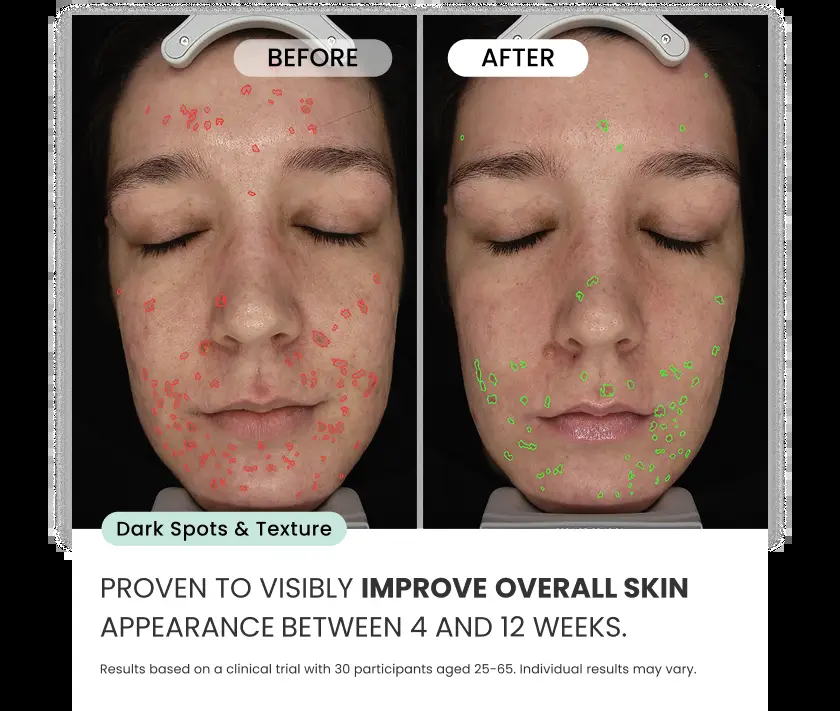 BEFORE
AFTER
Dark Spots & Texture
PROVEN TO VISIBLY IMPROVE OVERALL SKIN
APPEARANCE BETWEEN 4 AND 12 WEEKS.
Results based on a clinical trial with 30 participants aged 25-65. Individual results may vary.